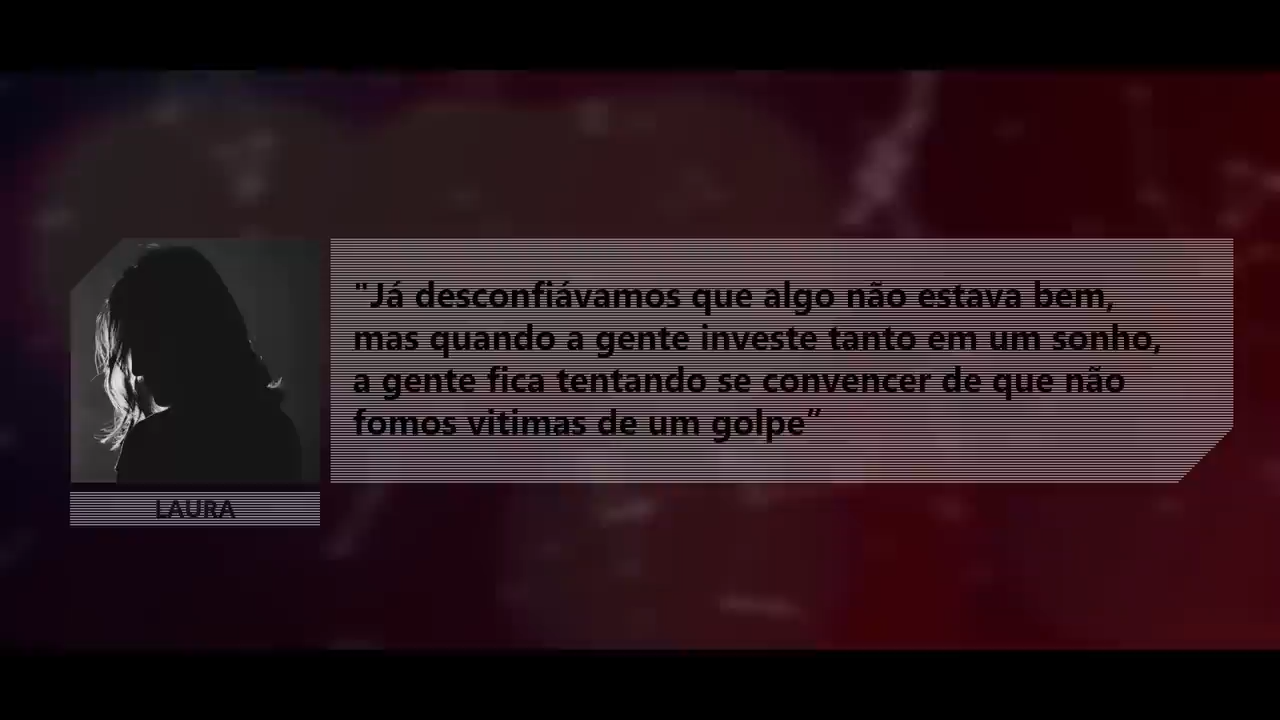 "Já desconfiávamos que algo não estava bem,
mas quando a gente investe tanto em um sonho,
a gente fica tentando se convencer de que não
fomos vitimas de um golpe”
LAURA